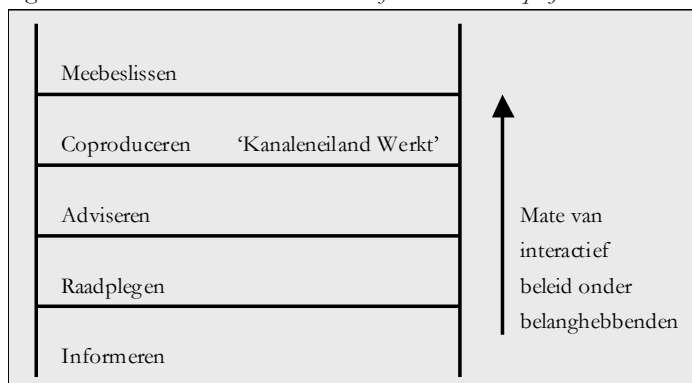 Meebeslissen
Coproduceren ‘Kanaleneiland Werkt’
Adviseren
Raadplegen
Informeren
Mate van
interactief
beleid onder
belanghebbenden